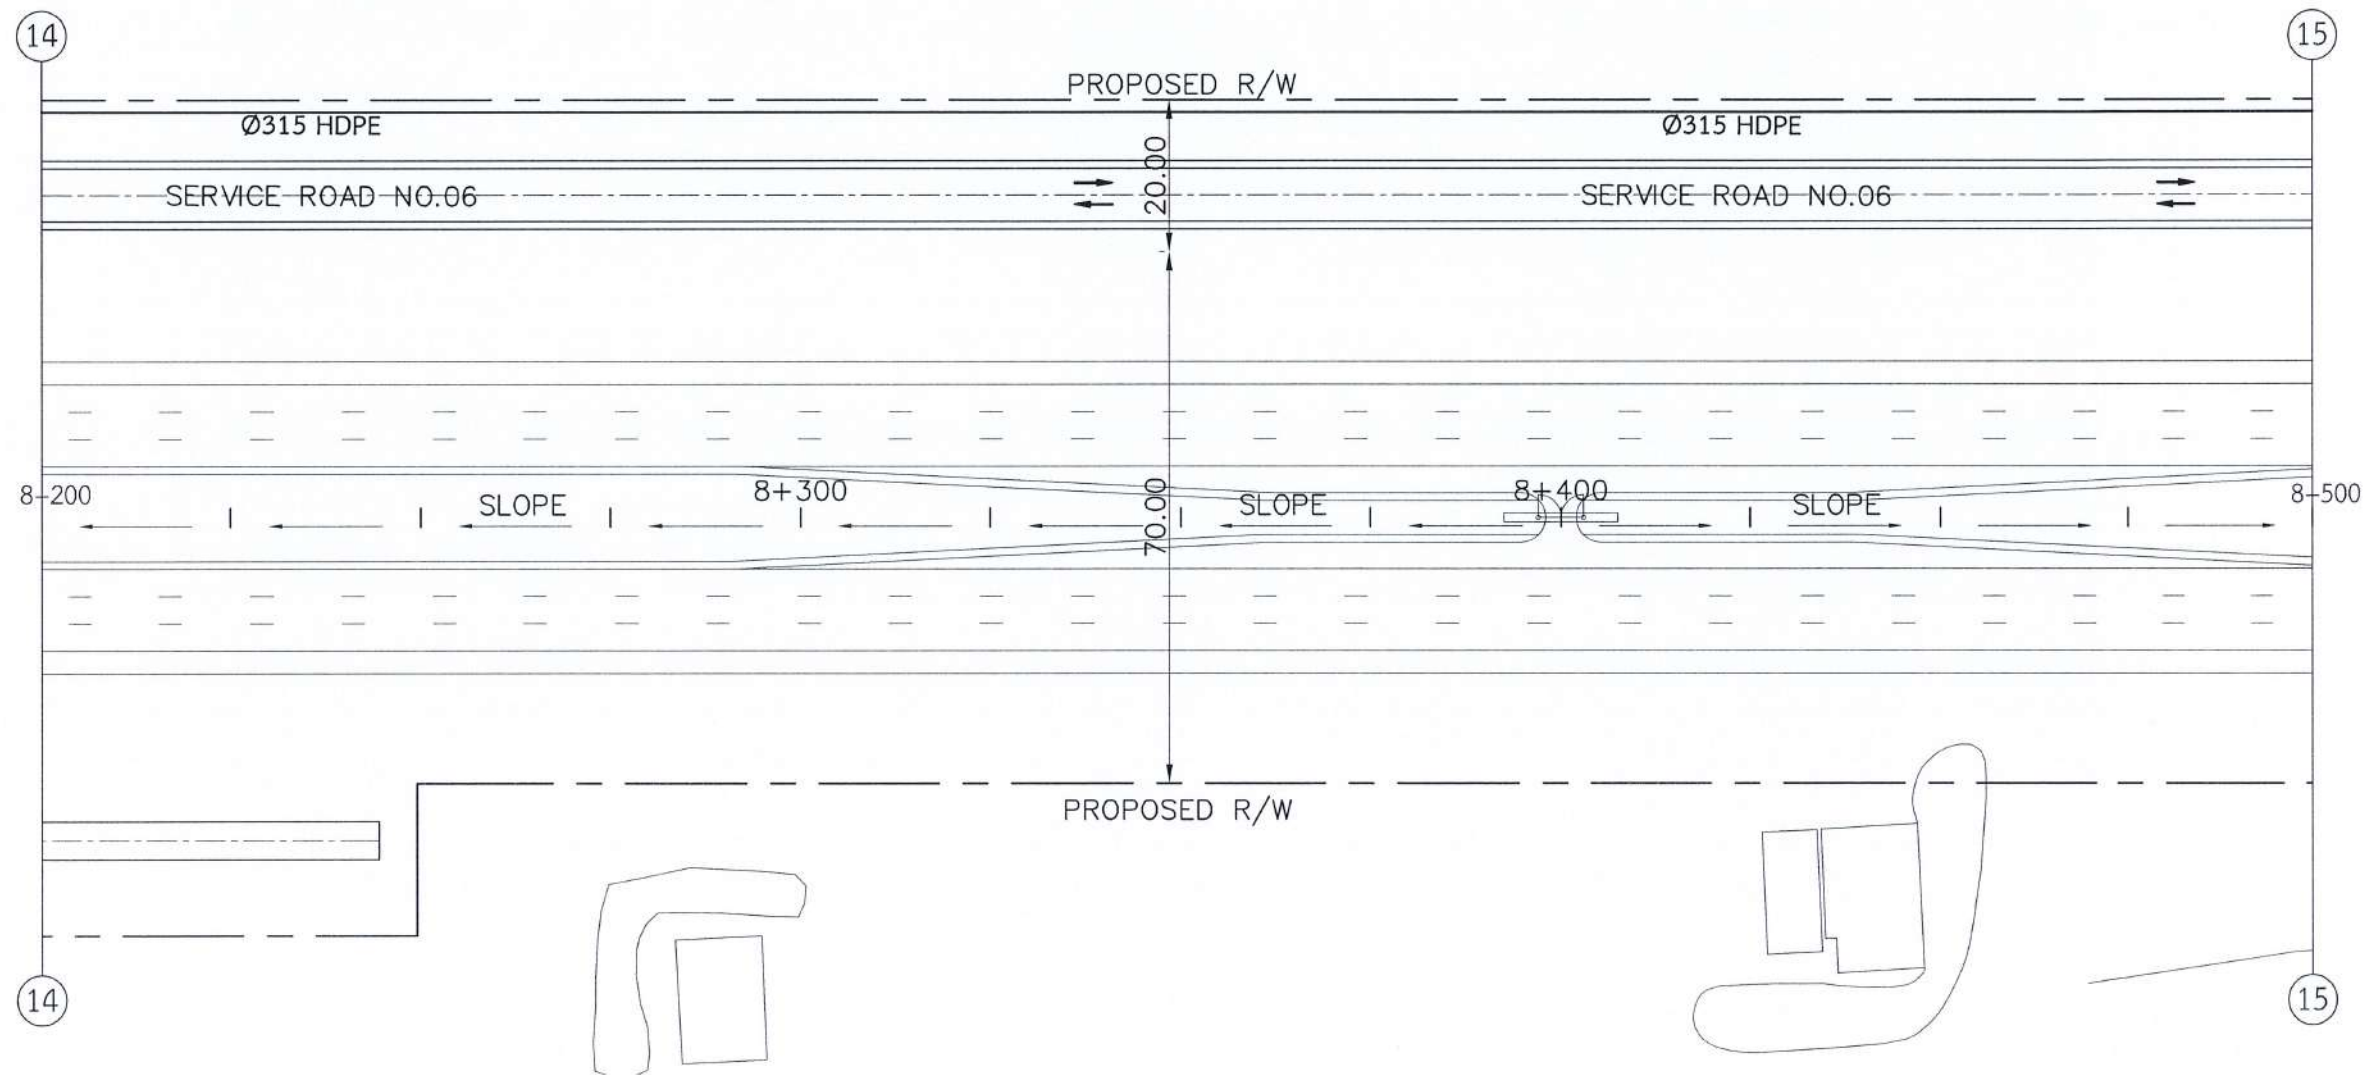 14
15
PROPOSED R/W
Ø315 HDPE
Ø315 HDPE
20.00
SERVICE ROAD NO.06
SERVICE ROAD NO.06
8-200
SLOPE
8+300
70.00
SLOPE
8+400
SLOPE
8-500
PROPOSED R/W
14
15